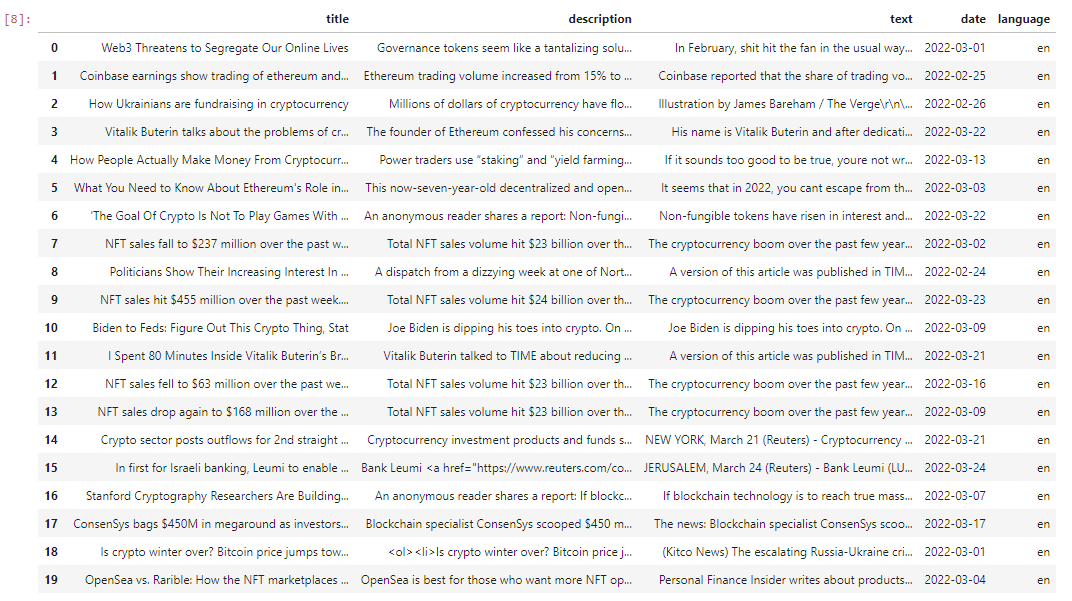 [8]: title description text date language
0 Web3 Threatens to Segregate Our Online Lives Governance tokens seem like a tantalizing solu... In February, shit hit the fan in the usual way... 2022-03-01 en
1 Coinbase earnings show trading of ethereum and... Ethereum trading volume increased from 15% to ... Coinbase reported that the share of trading vo... 2022-02-25 en
2 How Ukrainians are fundraising in cryptocurrency Millions of dollars of cryptocurrency have flo... Illustration by James Bareham / The Verge\r\n\... 2022-02-26 en
3 Vitalik Buterin talks about the problems of cr... The founder of Ethereum confessed his concerns... His name is Vitalik Buterin and after dedicati... 2022-03-22 en
4 How People Actually Make Money From Cryptocurr... Power traders use “staking” and “yield farming... If it sounds too good to be true, youre not wr... 2022-03-13 en
5 What You Need to Know About Ethereum's Role in... This now-seven-year-old decentralized and open... It seems that in 2022, you cant escape from th... 2022-03-03 en
6 'The Goal Of Crypto Is Not To Play Games With ... An anonymous reader shares a report: Non-fungi... Non-fungible tokens have risen in interest and... 2022-03-22 en
7 NFT sales fall to $237 million over the past w... Total NFT sales volume hit $23 billion over th... The cryptocurrency boom over the past few year... 2022-03-02 en
8 Politicians Show Their Increasing Interest In ... A dispatch from a dizzying week at one of Nort... A version of this article was published in TIM... 2022-02-24 en
9 NFT sales hit $455 million over the past week.... Total NFT sales volume hit $24 billion over th... The cryptocurrency boom over the past few year... 2022-03-23 en
10 Biden to Feds: Figure Out This Crypto Thing, Stat Joe Biden is dipping his toes into crypto. On ... Joe Biden is dipping his toes into crypto. On ... 2022-03-09 en
11 I Spent 80 Minutes Inside Vitalik Buterin’s Br... Vitalik Buterin talked to TIME about reducing ... A version of this article was published in TIM... 2022-03-21 en
12 NFT sales fell to $63 million over the past we... Total NFT sales volume hit $23 billion over th... The cryptocurrency boom over the past few year... 2022-03-16 en
13 NFT sales drop again to $168 million over the ... Total NFT sales volume hit $23 billion over th... The cryptocurrency boom over the past few year... 2022-03-09 en
14 Crypto sector posts outflows for 2nd straight ... Cryptocurrency investment products and funds s... NEW YORK, March 21 (Reuters) - Cryptocurrency ... 2022-03-21 en
15 In first for Israeli banking, Leumi to enable ... Bank Leumi <a href="https://www.reuters.com/co... JERUSALEM, March 24 (Reuters) - Bank Leumi (LU... 2022-03-24 en
16 Stanford Cryptography Researchers Are Building... An anonymous reader shares a report: If blockc... If blockchain technology is to reach true mass... 2022-03-07 en
17 ConsenSys bags $450M in megaround as investors... Blockchain specialist ConsenSys scooped $450 m... The news: Blockchain specialist ConsenSys scoo... 2022-03-17 en
18 Is crypto winter over? Bitcoin price jumps tow... <ol><li>Is crypto winter over? Bitcoin price j... (Kitco News) The escalating Russia-Ukraine cri... 2022-03-01 en
19 OpenSea vs. Rarible: How the NFT marketplaces ... OpenSea is best for those who want more NFT op... Personal Finance Insider writes about products... 2022-03-04 en